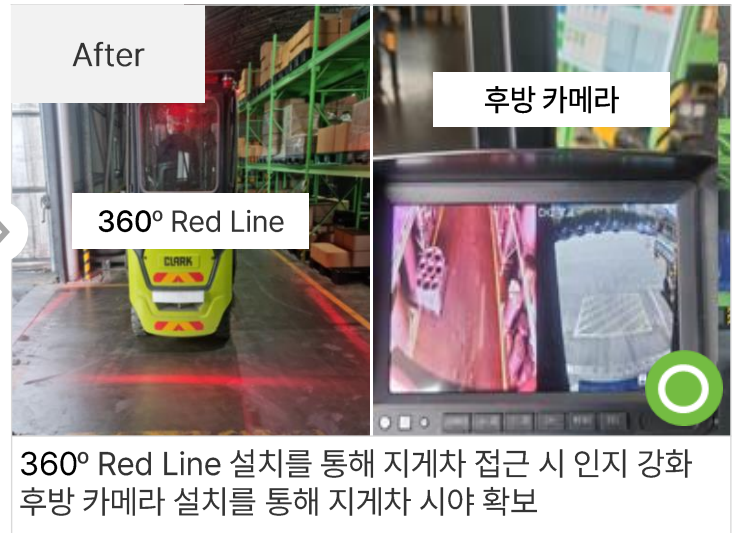 After
360º Red Line
CLARK
후방 카메라
360º Red Line 설치를 통해 지게차 접근 시 인지 강화
후방 카메라 설치를 통해 지게차 시야 확보